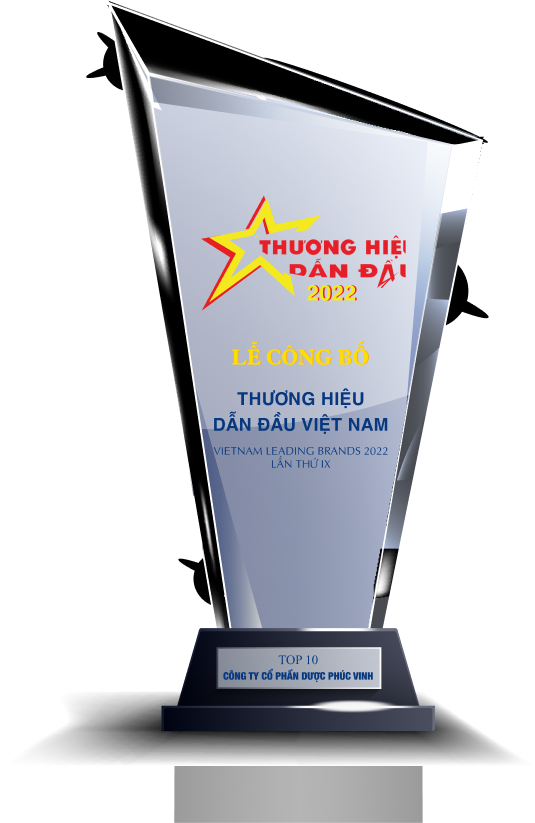 THƯƠNG HIỆU
DẪN ĐẦU
2022
LỄ CÔNG BỐ
THƯƠNG HIỆU
DẪN ĐẦU VIỆT NAM
VIETNAM LEADING BRANDS 2022
LẦN THỨ IX
TOP 10
CÔNG TY CỔ PHẦN DƯỢC PHÚC VINH